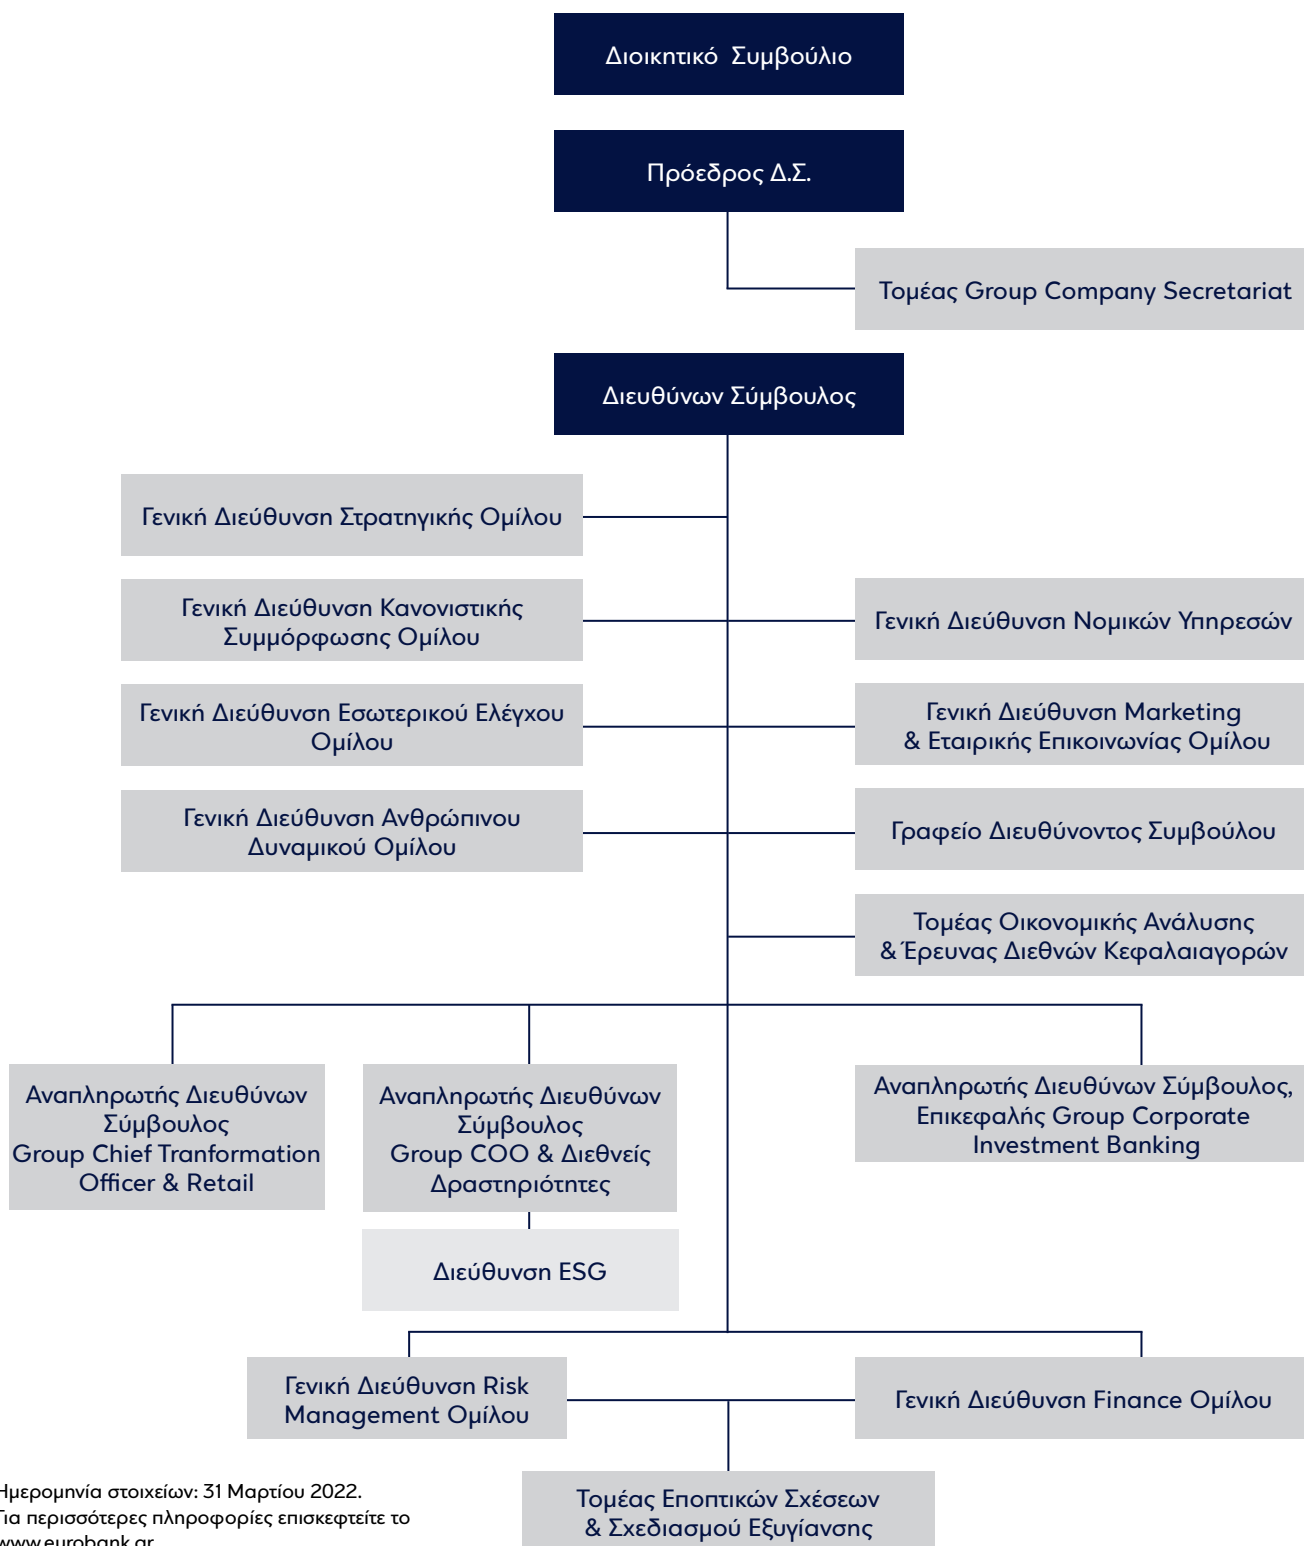 Διοικητικό Συμβούλιο
Πρόεδρος Δ.Σ.
Τομέας Group Company Secretariat
Διευθύνων Σύμβουλος
Γενική Διεύθυνση Στρατηγικής Ομίλου
Γενική Διεύθυνση Κανονιστικής
Συμμόρφωσης Ομίλου
Γενική Διεύθυνση Νομικών Υπηρεσών
Γενική Διεύθυνση Εσωτερικού Ελέγχου
Ομίλου
Γενική Διεύθυνση Marketing
& Εταιρικής Επικοινωνίας Ομίλου
Γενική Διεύθυνση Ανθρώπινου
Δυναμικού Ομίλου
Γραφείο Διευθύνοντος Συμβούλου
Τομέας Οικονομικής Ανάλυσης
& Έρευνας Διεθνών Κεφαλαιαγορών
Αναπληρωτής Διευθύνων
Σύμβουλος
Group Chief Tranformation
Officer & Retail
Αναπληρωτής Διευθύνων
Σύμβουλος
Group COO & Διεθνείς
Δραστηριότητες
Αναπληρωτής Διευθύνων Σύμβουλος,
Επικεφαλής Group Corporate
Investment Banking
Διεύθυνση ESG
Γενική Διεύθυνση Risk
Management Ομίλου
Γενική Διεύθυνση Finance Ομίλου
Τομέας Εποπτικών Σχέσεων
& Σχεδιασμού Εξυγίανσης
Ημερομηνία στοιχείων: 31 Μαρτίου 2022.
Για περισσότερες πληροφορίες επισκεφτείτε το
www.eurobank.gr